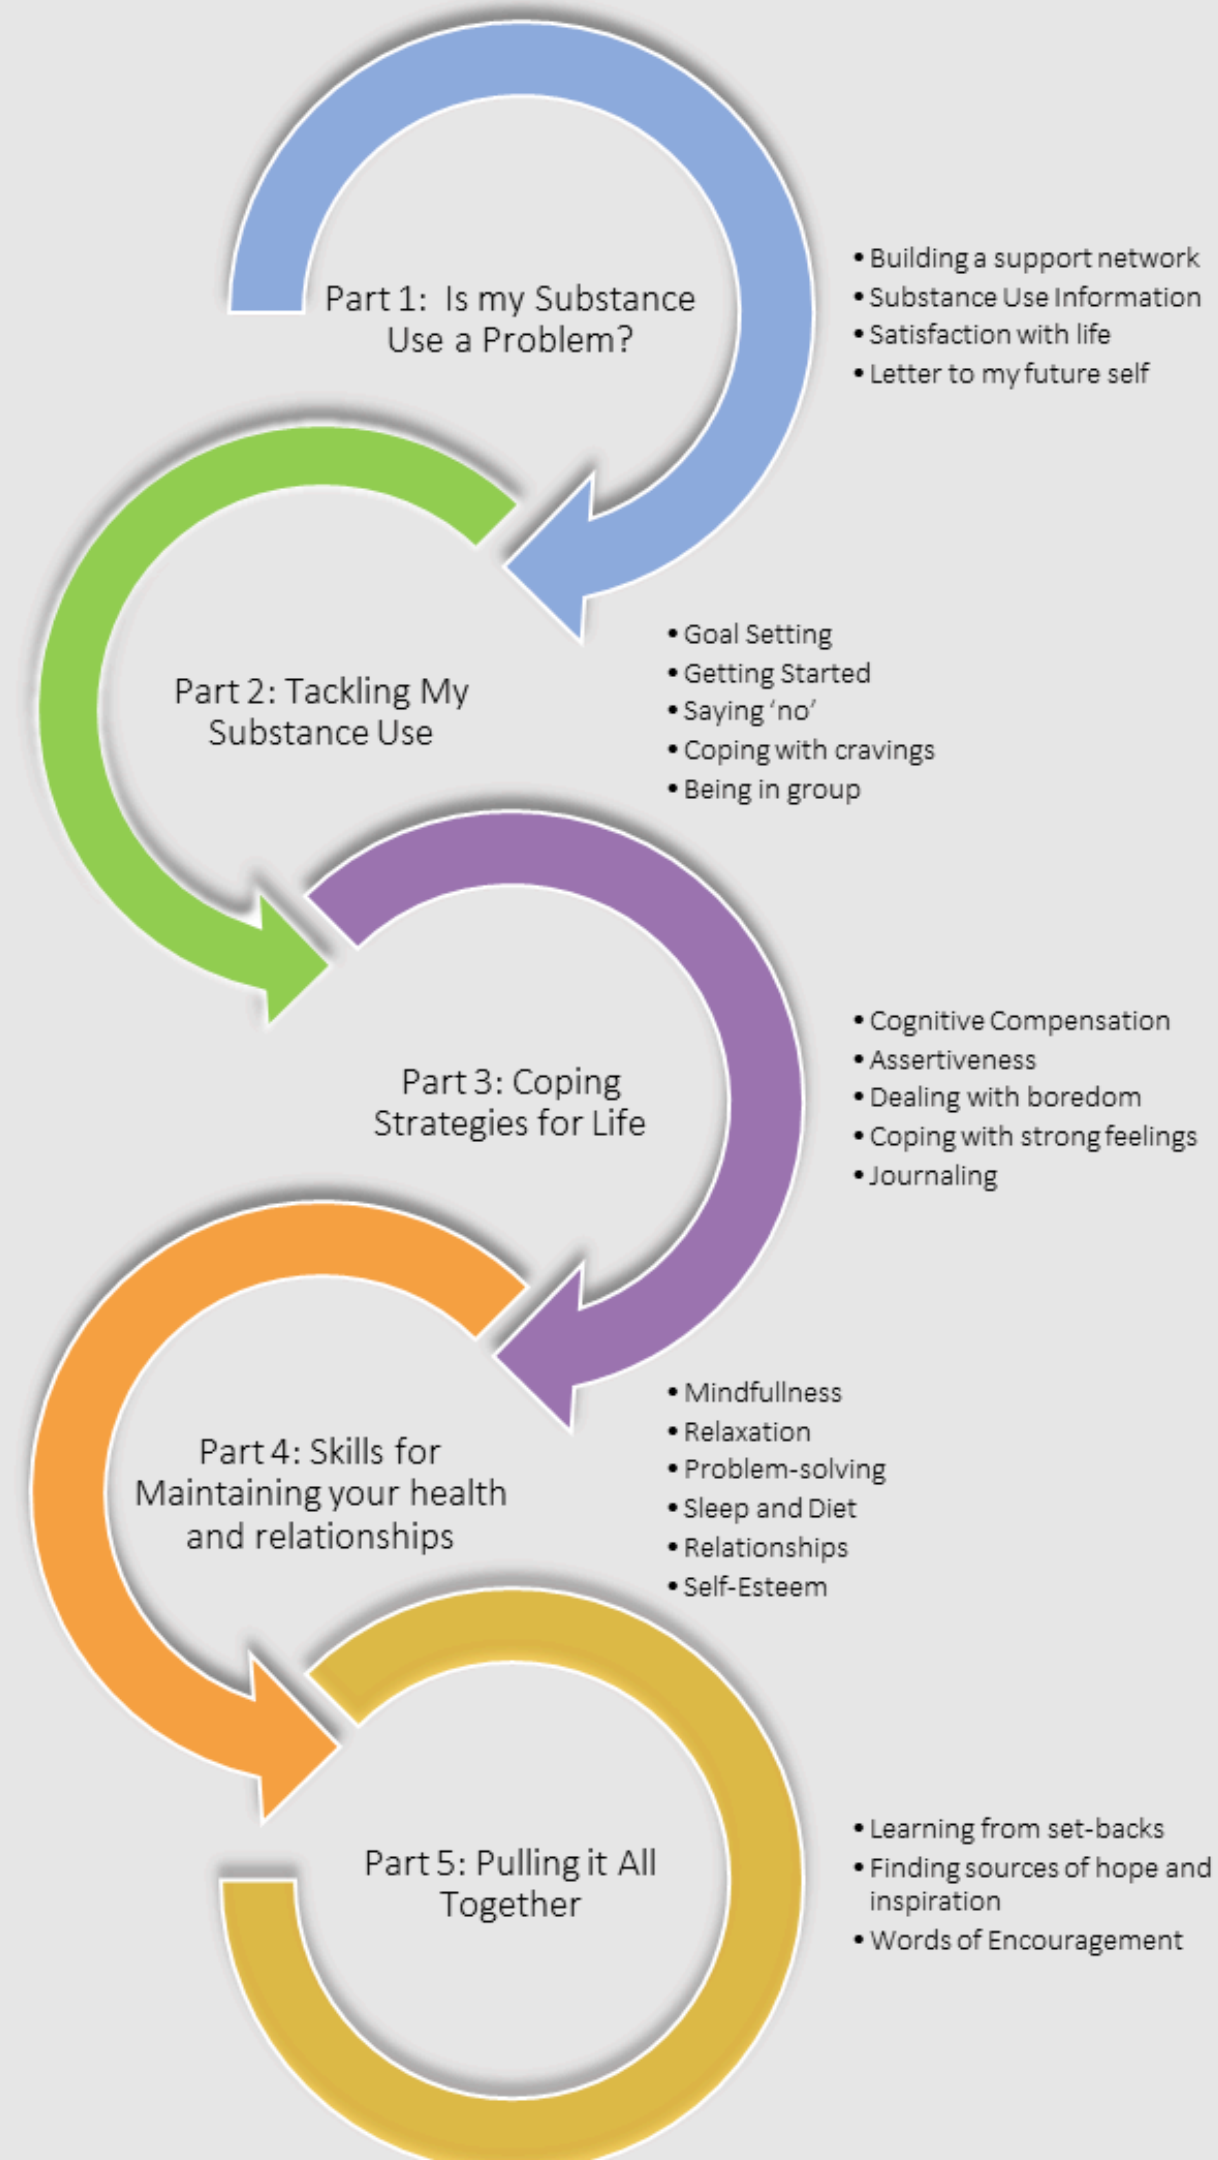 Part 1:  Is my Substance
Use a Problem?
• Building a support network
• Substance Use Information
• Satisfaction with life
• Letter to my future self
Part 2: Tackling My
Substance Use
• Goal Setting
• Getting Started
• Saying ‘no’
• Coping with cravings
• Being in group
Part 3: Coping
Strategies for Life
• Cognitive Compensation
• Assertiveness
• Dealing with boredom
• Coping with strong feelings
• Journaling
Part 4: Skills for
Maintaining your health
and relationships
• Mindfullness
• Relaxation
• Problem-solving
• Sleep and Diet
• Relationships
• Self-Esteem
Part 5: Pulling it All
Together
• Learning from set-backs
• Finding sources of hope and
inspiration
• Words of Encouragement